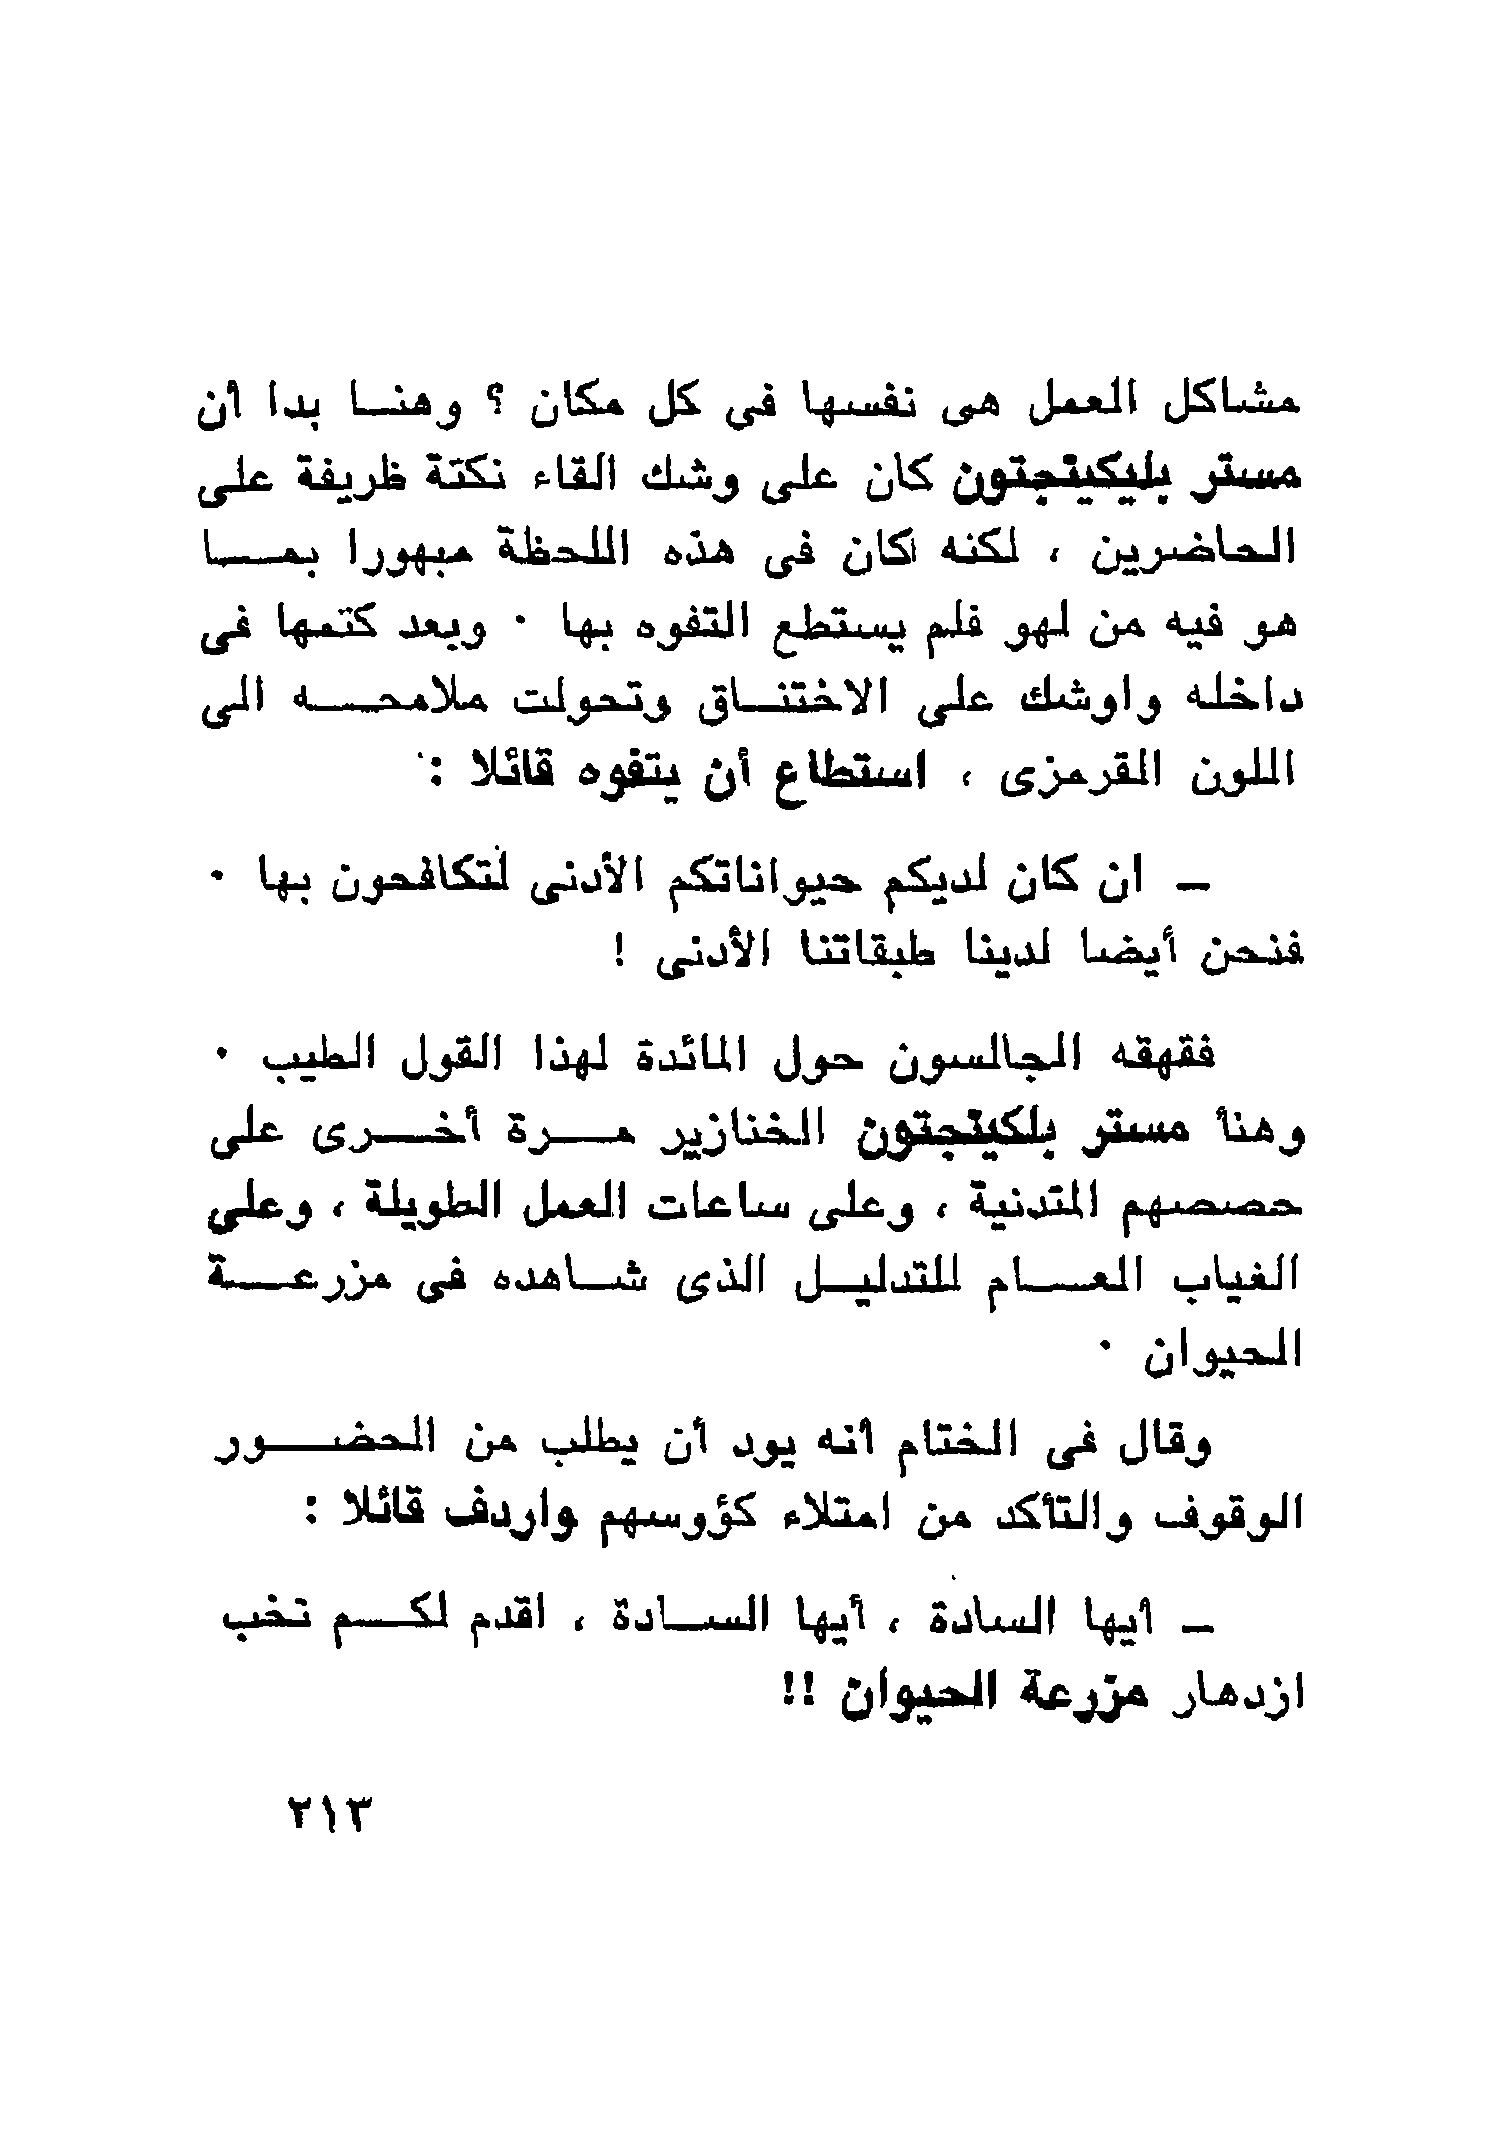 مشاكل العمل هى نفسها فى كل مكان ؟ وهنا بدا أن
مستر بليكينجتون كان على وشك القاء نكتة ظريفة على
الحاضرين ، لكنه كان فى هذه اللحظة مبهورا بما
هو فيه من لهو فلم يستطع التفوه بها · وبعد كتمها فى
داخله واوشك على الاختناق وتحولت ملامحه الى
اللون القرمزى ، استطاع أن يتفوه قائلا :
– ان كان لديكم حيواناتكم الأدنى لتكافحون بها ·
فنحن أيضا لدينا طبقاتنا الأدنى !
فقهقه الجالسون حول المائدة لهذا القول الطيب ·
وهنأ مستر بلكينجتون الخنازير مرة أخرى على
حصصهم المتدنية ، وعلى ساعات العمل الطويلة ، وعلى
الغياب العام للتدليل الذى شاهده فى مزرعة
الحيوان ·
وقال فى الختام أنه يود أن يطلب من الحضور
الوقوف والتأكد من امتلاء كؤوسهم واردف قائلا :
– أيها السادة ، أيها السادة ، اقدم لكم نخب
ازدهار مزرعة الحيوان !!
٢١٣